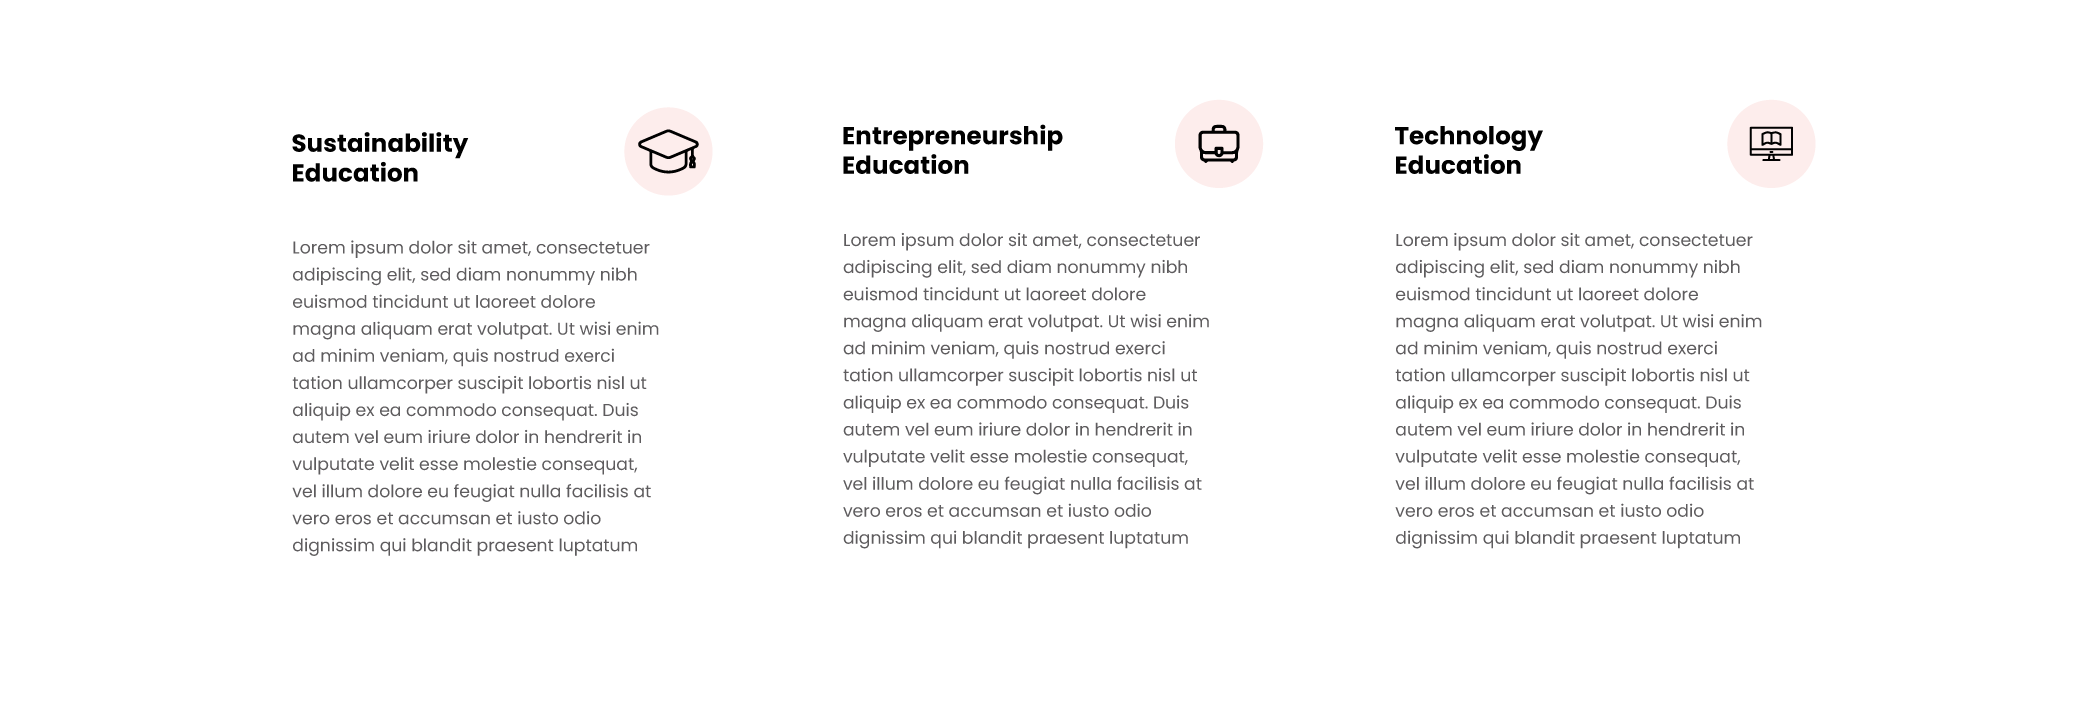 Sustainability
Education
Lorem ipsum dolor sit amet, consectetuer
adipiscing elit, sed diam nonummy nibh
euismod tincidunt ut laoreet dolore
magna aliquam erat volutpat. Ut wisi enim
ad minim veniam, quis nostrud exerci
tation ullamcorper suscipit lobortis nisl ut
aliquip ex ea commodo consequat. Duis
autem vel eum iriure dolor in hendrerit in
vulputate velit esse molestie consequat,
vel illum dolore eu feugiat nulla facilisis at
vero eros et accumsan et iusto odio
dignissim qui blandit praesent luptatum
Entrepreneurship
Education
Lorem ipsum dolor sit amet, consectetuer
adipiscing elit, sed diam nonummy nibh
euismod tincidunt ut laoreet dolore
magna aliquam erat volutpat. Ut wisi enim
ad minim veniam, quis nostrud exerci
tation ullamcorper suscipit lobortis nisl ut
aliquip ex ea commodo consequat. Duis
autem vel eum iriure dolor in hendrerit in
vulputate velit esse molestie consequat,
vel illum dolore eu feugiat nulla facilisis at
vero eros et accumsan et iusto odio
dignissim qui blandit praesent luptatum
Technology
Education
Lorem ipsum dolor sit amet, consectetuer
adipiscing elit, sed diam nonummy nibh
euismod tincidunt ut laoreet dolore
magna aliquam erat volutpat. Ut wisi enim
ad minim veniam, quis nostrud exerci
tation ullamcorper suscipit lobortis nisl ut
aliquip ex ea commodo consequat. Duis
autem vel eum iriure dolor in hendrerit in
vulputate velit esse molestie consequat,
vel illum dolore eu feugiat nulla facilisis at
vero eros et accumsan et iusto odio
dignissim qui blandit praesent luptatum